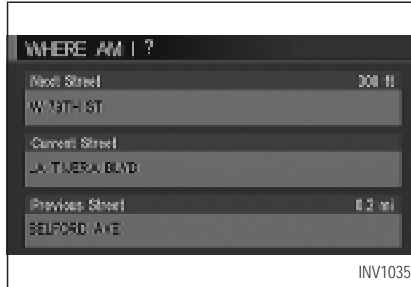 WHERE AM I ?
Next Street 300 ft
W 79TH ST
Current Street
LA TIJERA BLVD
Previous Street 0.2 mi
BELFORD AVE
INV1035